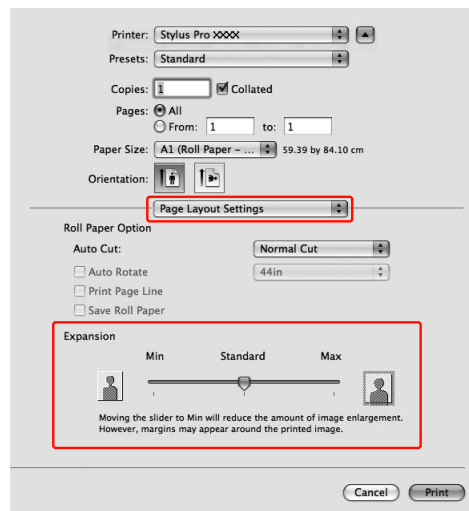 Printer: Stylus Pro XXXX
Presets: Standard
Copies: 1 Collated
Pages: All
From: 1 to: 1
Paper Size: A1 (Roll Paper – ... 59.39 by 84.10 cm
Orientation:
Page Layout Settings
Roll Paper Option
Auto Cut: Normal Cut
Auto Rotate 44in
Print Page Line
Save Roll Paper
Expansion
Min Standard Max
Moving the slider to Min will reduce the amount of image enlargement.
However, margins may appear around the printed image.
Cancel Print